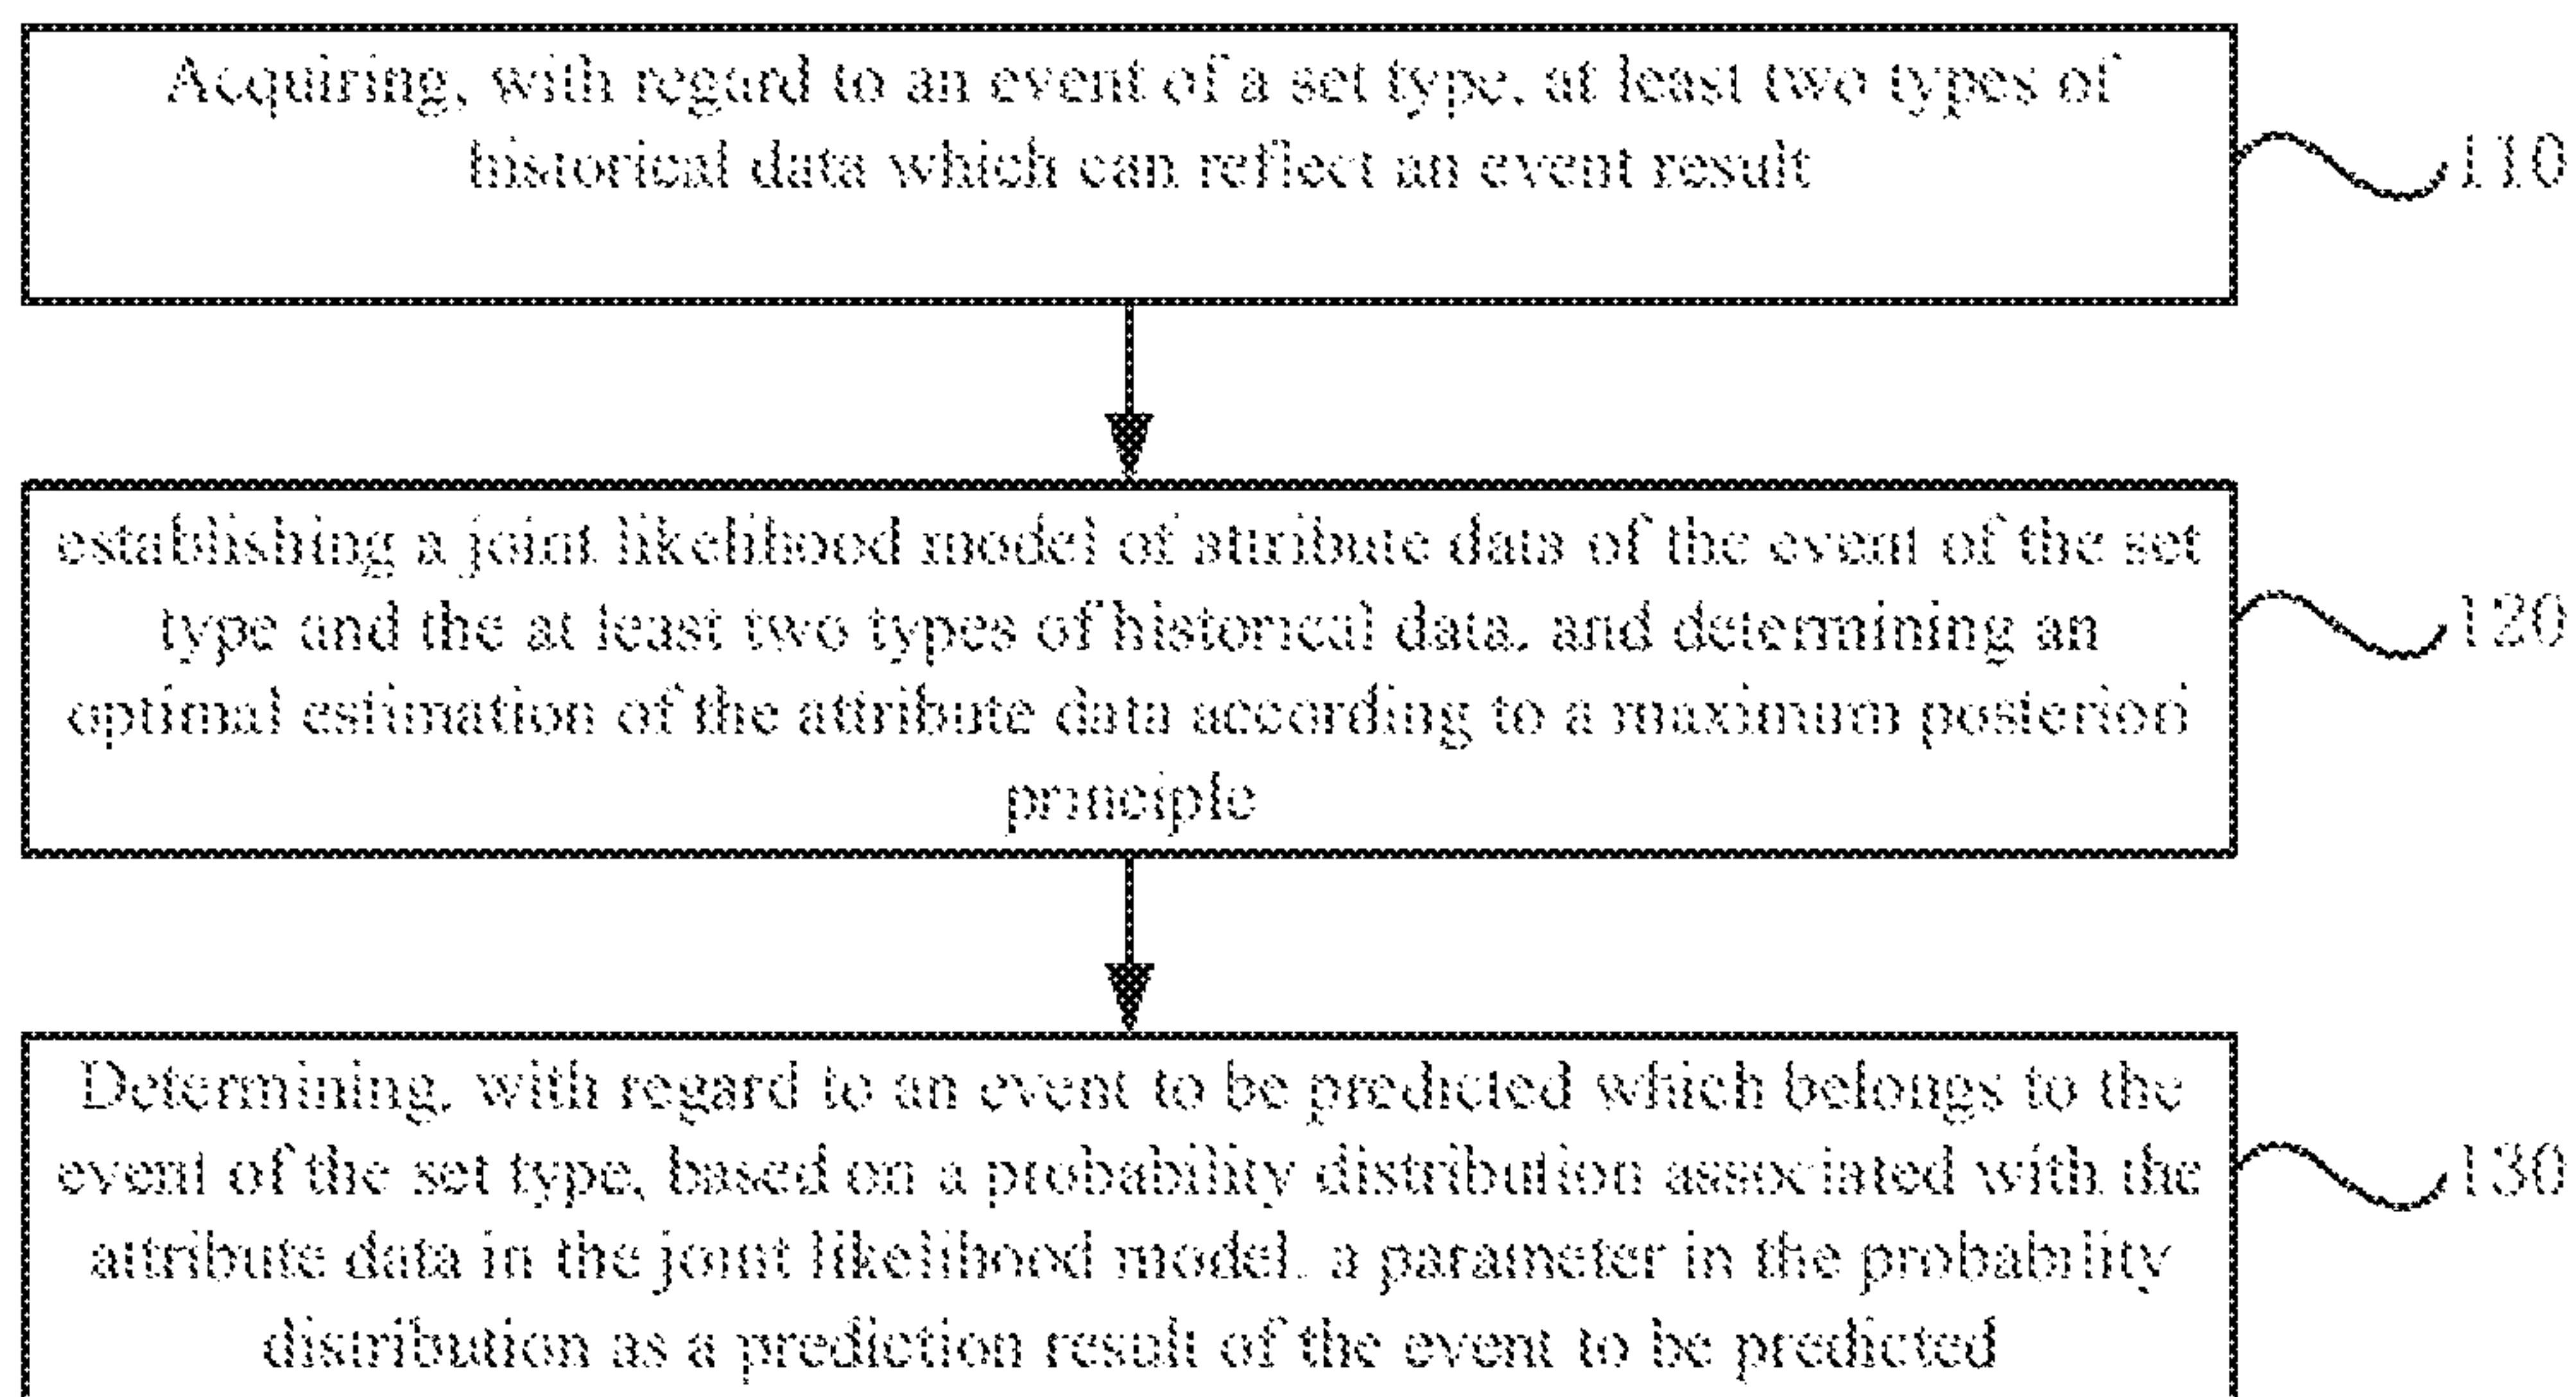 Acquiring, with regard to an event of a set type, at least two types of
historical data which can reflect an event result
110
establishing a joint likelihood model of attribute data of the event of the set
type and the at least two types of historical data, and determining an
optimal estimation of the attribute data according to a maximum posteriori
principle
120
Determining, with regard to an event to be predicted which belongs to the
event of the set type, based on a probability distribution associated with the
attribute data in the joint likelihood model, a parameter in the probability
distribution as a prediction result of the event to be predicted
130